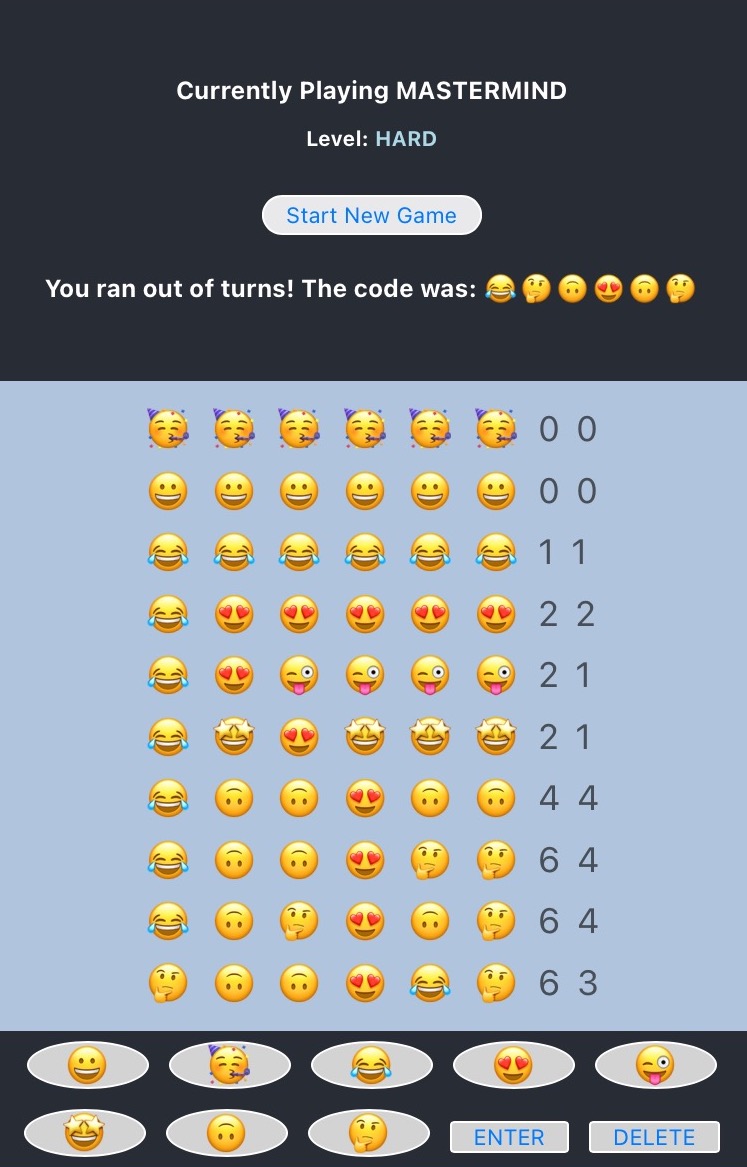 Currently Playing MASTERMIND
Level: HARD
Start New Game
You ran out of turns! The code was: 😂🤔🙃😍🙃🤔
🥳 🥳 🥳 🥳 🥳 🥳 0 0
😀 😀 😀 😀 😀 😀 0 0
😂 😂 😂 😂 😂 😂 1 1
😂 😍 😍 😍 😍 😍 2 2
😂 😍 😜 😜 😜 😜 2 1
😂 🤩 😍 🤩 🤩 🤩 2 1
😂 🙃 🙃 😍 🙃 🙃 4 4
😂 🙃 🙃 😍 🤔 🤔 6 4
😂 🙃 🤔 😍 🙃 🤔 6 4
🤔 🙃 🙃 😍 😂 🤔 6 3
😀 🥳 😂 😍 😜
🤩 🙃 🤔 ENTER DELETE